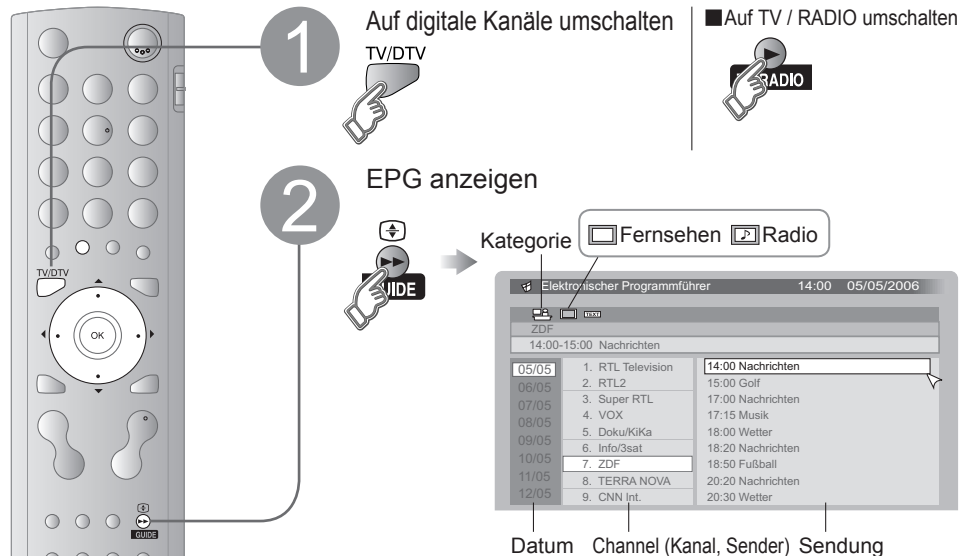 1
Auf digitale Kanäle umschalten
TV/DTV
■Auf TV / RADIO umschalten
RADIO
2
EPG anzeigen
GUIDE
Kategorie
Fernsehen Radio
Elektronischer Programmführer 14:00 05/05/2006
TEXT
ZDF
14:00-15:00 Nachrichten
05/05
06/05
07/05
08/05
09/05
10/05
11/05
12/05
1. RTL Television
2. RTL2
3. Super RTL
4. VOX
5. Doku/KiKa
6. Info/3sat
7. ZDF
8. TERRA NOVA
9. CNN Int.
14:00 Nachrichten
15:00 Golf
17:00 Nachrichten
17:15 Musik
18:00 Wetter
18:20 Nachrichten
18:50 Fußball
20:20 Nachrichten
20:30 Wetter
Datum Channel (Kanal, Sender) Sendung
TV/DTV
OK
GUIDE